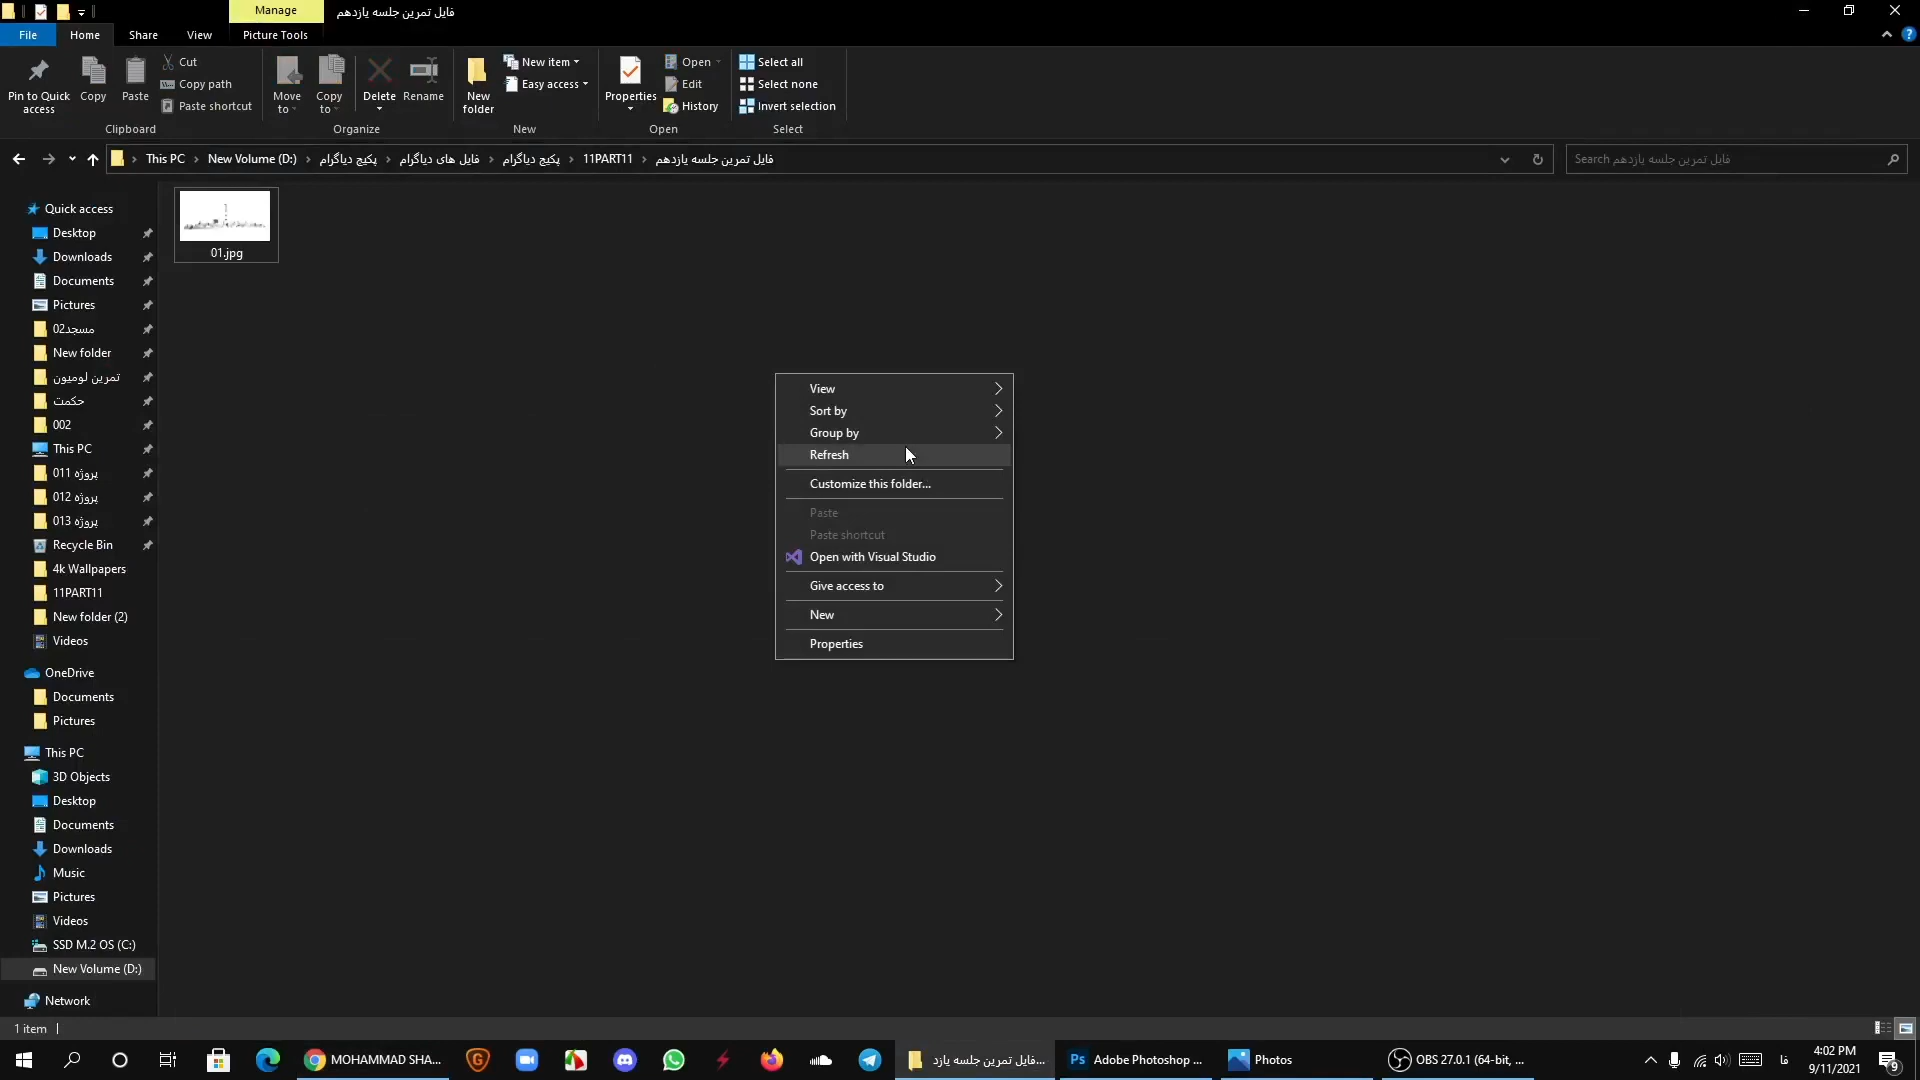 Manage
فایل تمرین جلسه یازدهم
File
Home
Share
View
Picture Tools
Pin to Quick access
Copy
Paste
Cut
Copy path
Paste shortcut
Clipboard
Move to
Copy to
Delete
Rename
Organize
New folder
New item
Easy access
New
Properties
Open
Edit
History
Open
Select all
Select none
Invert selection
Select
This PC
New Volume (D:)
پکیج دیاگرام
فایل های دیاگرام
پکیج دیاگرام
11PART11
فایل تمرین جلسه یازدهم
Search فایل تمرین جلسه یازدهم
Quick access
Desktop
Downloads
Documents
Pictures
مسجد02
New folder
تمرین لومیون
حکمت
002
This PC
پروژه 011
پروژه 012
پروژه 013
Recycle Bin
4k Wallpapers
11PART11
New folder (2)
Videos
OneDrive
Documents
Pictures
This PC
3D Objects
Desktop
Documents
Downloads
Music
Pictures
Videos
SSD M.2 OS (C:)
New Volume (D:)
Network
01.jpg
View
Sort by
Group by
Refresh
Customize this folder...
Paste
Paste shortcut
Open with Visual Studio
Give access to
New
Properties
1 item
MOHAMMAD SHA...
فایل تمرین جلسه یازد...
Ps
Adobe Photoshop ...
Photos
OBS 27.0.1 (64-bit, ...
فا
4:02 PM
9/11/2021
9